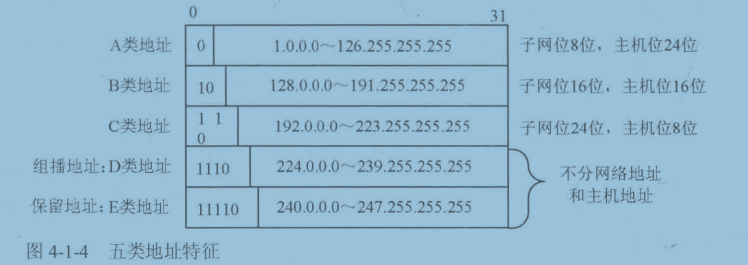 0 31
A类地址 0 1.0.0.0～126.255.255.255 子网位8位，主机位24位
B类地址 10 128.0.0.0～191.255.255.255 子网位16位，主机位16位
C类地址 1 1 0 192.0.0.0～223.255.255.255 子网位24位，主机位8位
组播地址:D类地址 1110 224.0.0.0～239.255.255.255
保留地址:E类地址 11110 240.0.0.0～247.255.255.255
不分网络地址
和主机地址
图 4-1-4 五类地址特征